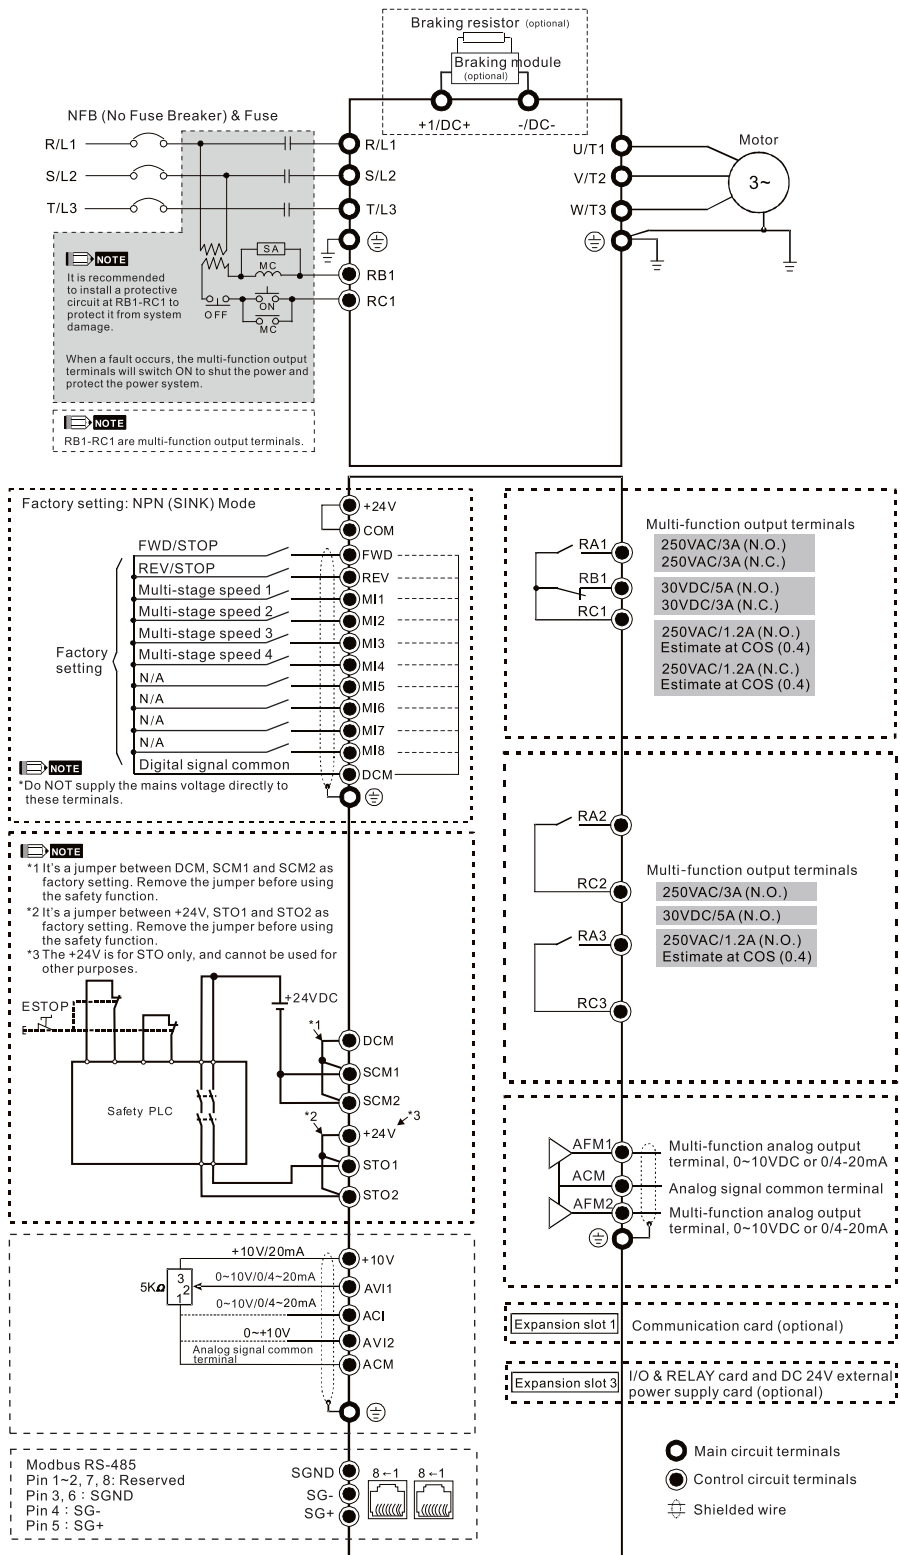 Braking resistor (optional)
Braking module
(optional)
+1/DC+
-/DC-
NFB (No Fuse Breaker) & Fuse
R/L1
S/L2
T/L3
R/L1
S/L2
T/L3
RB1
RC1
U/T1
V/T2
W/T3
Motor
3~
SA
MC
OFF
ON
MC
NOTE
It is recommended
to install a protective
circuit at RB1-RC1 to
protect it from system
damage.
When a fault occurs, the multi-function output
terminals will switch ON to shut the power and
protect the power system.
NOTE
RB1-RC1 are multi-function output terminals.
Factory setting: NPN (SINK) Mode
+24V
COM
FWD/STOP
FWD
REV/STOP
REV
Multi-stage speed 1
MI1
Multi-stage speed 2
MI2
Multi-stage speed 3
MI3
Multi-stage speed 4
MI4
N/A
MI5
N/A
MI6
N/A
MI7
N/A
MI8
Digital signal common
DCM
Factory
setting
NOTE
*Do NOT supply the mains voltage directly to
these terminals.
RA1
RB1
RC1
Multi-function output terminals
250VAC/3A (N.O.)
250VAC/3A (N.C.)
30VDC/5A (N.O.)
30VDC/3A (N.C.)
250VAC/1.2A (N.O.)
Estimate at COS (0.4)
250VAC/1.2A (N.C.)
Estimate at COS (0.4)
NOTE
*1 It's a jumper between DCM, SCM1 and SCM2 as
factory setting. Remove the jumper before using
the safety function.
*2 It's a jumper between +24V, STO1 and STO2 as
factory setting. Remove the jumper before using
the safety function.
*3 The +24V is for STO only, and cannot be used for
other purposes.
ESTOP
+24VDC
Safety PLC
*1
DCM
SCM1
SCM2
*2
*3
+24V
STO1
STO2
RA2
RC2
RA3
RC3
Multi-function output terminals
250VAC/3A (N.O.)
30VDC/5A (N.O.)
250VAC/1.2A (N.O.)
Estimate at COS (0.4)
AFM1
ACM
AFM2
Multi-function analog output
terminal, 0~10VDC or 0/4-20mA
Analog signal common terminal
Multi-function analog output
terminal, 0~10VDC or 0/4-20mA
+10V/20mA
+10V
5KΩ
3
2
1
0~10V/0/4~20mA
AVI1
0~10V/0/4~20mA
ACI
0~+10V
AVI2
Analog signal common
terminal
ACM
Expansion slot 1
Communication card (optional)
Expansion slot 3
I/O & RELAY card and DC 24V external
power supply card (optional)
Modbus RS-485
Pin 1~2, 7, 8: Reserved
Pin 3, 6 : SGND
Pin 4 : SG-
Pin 5 : SG+
SGND
SG-
SG+
8←1
8←1
Main circuit terminals
Control circuit terminals
Shielded wire